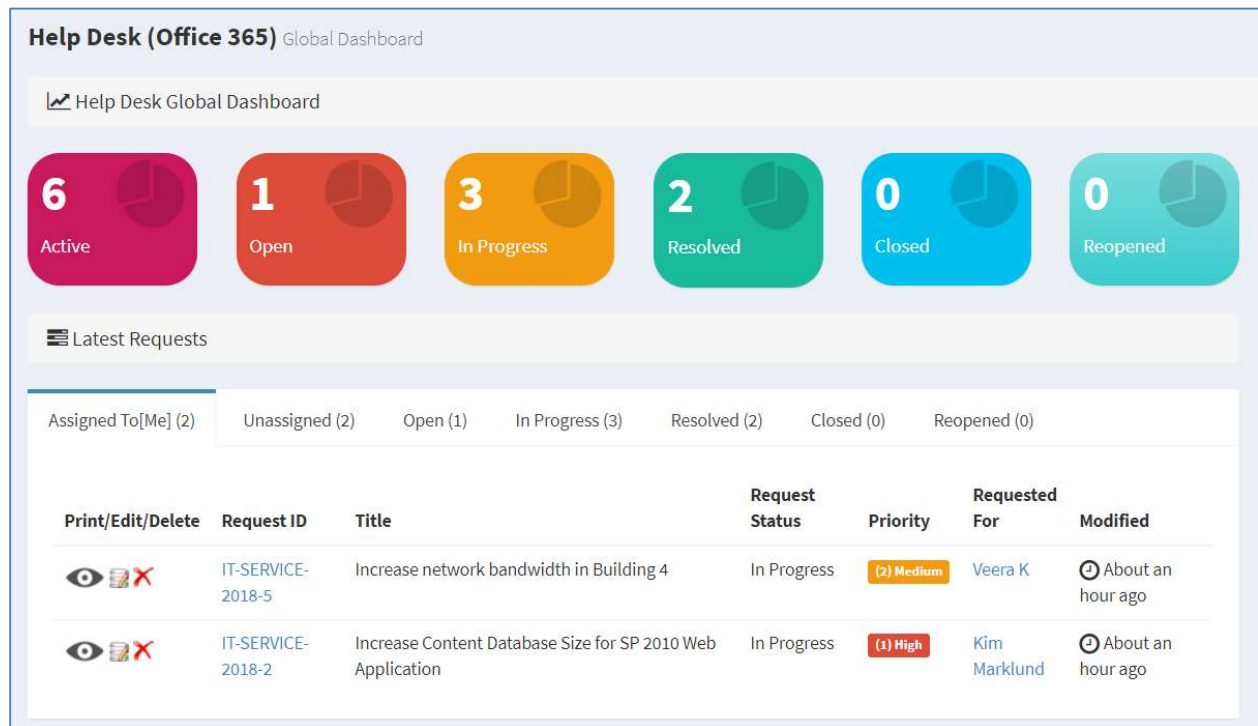 Help Desk (Office 365) Global Dashboard
Help Desk Global Dashboard
6
Active
1
Open
3
In Progress
2
Resolved
0
Closed
0
Reopened
Latest Requests
Assigned To[Me] (2) Unassigned (2) Open (1) In Progress (3) Resolved (2) Closed (0) Reopened (0)
Print/Edit/Delete Request ID Title Request Status Priority Requested For Modified
IT-SERVICE-2018-5 Increase network bandwidth in Building 4 In Progress (2) Medium Veera K About an hour ago
IT-SERVICE-2018-2 Increase Content Database Size for SP 2010 Web Application In Progress (1) High Kim Marklund About an hour ago